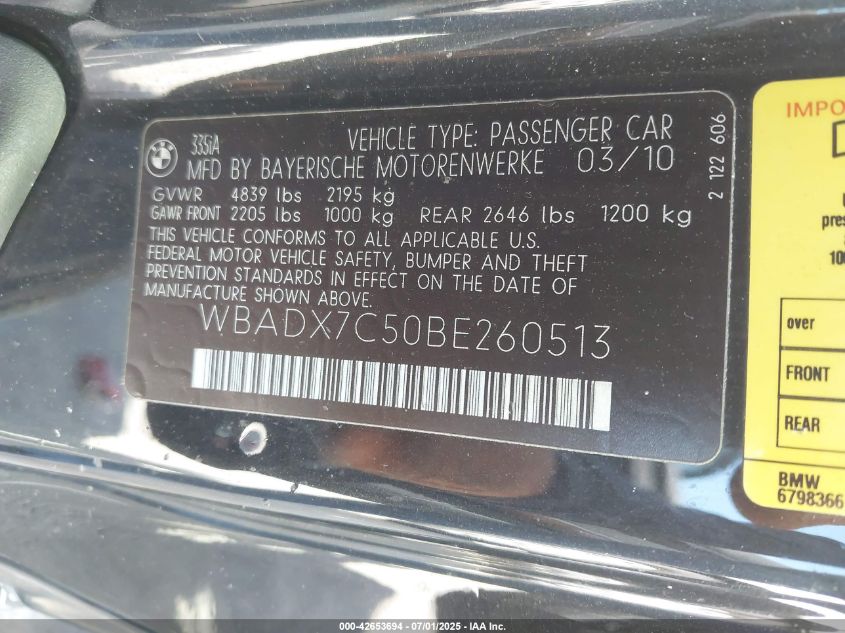 BMW
335iA
VEHICLE TYPE: PASSENGER CAR
MFD BY BAYERISCHE MOTORENWERKE 03/10
GVWR 4839 lbs 2195 kg
GAWR FRONT 2205 lbs 1000 kg REAR 2646 lbs 1200 kg
THIS VEHICLE CONFORMS TO ALL APPLICABLE U.S.
FEDERAL MOTOR VEHICLE SAFETY, BUMPER AND THEFT
PREVENTION STANDARDS IN EFFECT ON THE DATE OF
MANUFACTURE SHOWN ABOVE.
WBADX7C50BE260513
2 122 606
over
FRONT
REAR
BMW
6798366
000-42653694 - 07/01/2025 - IAA Inc.